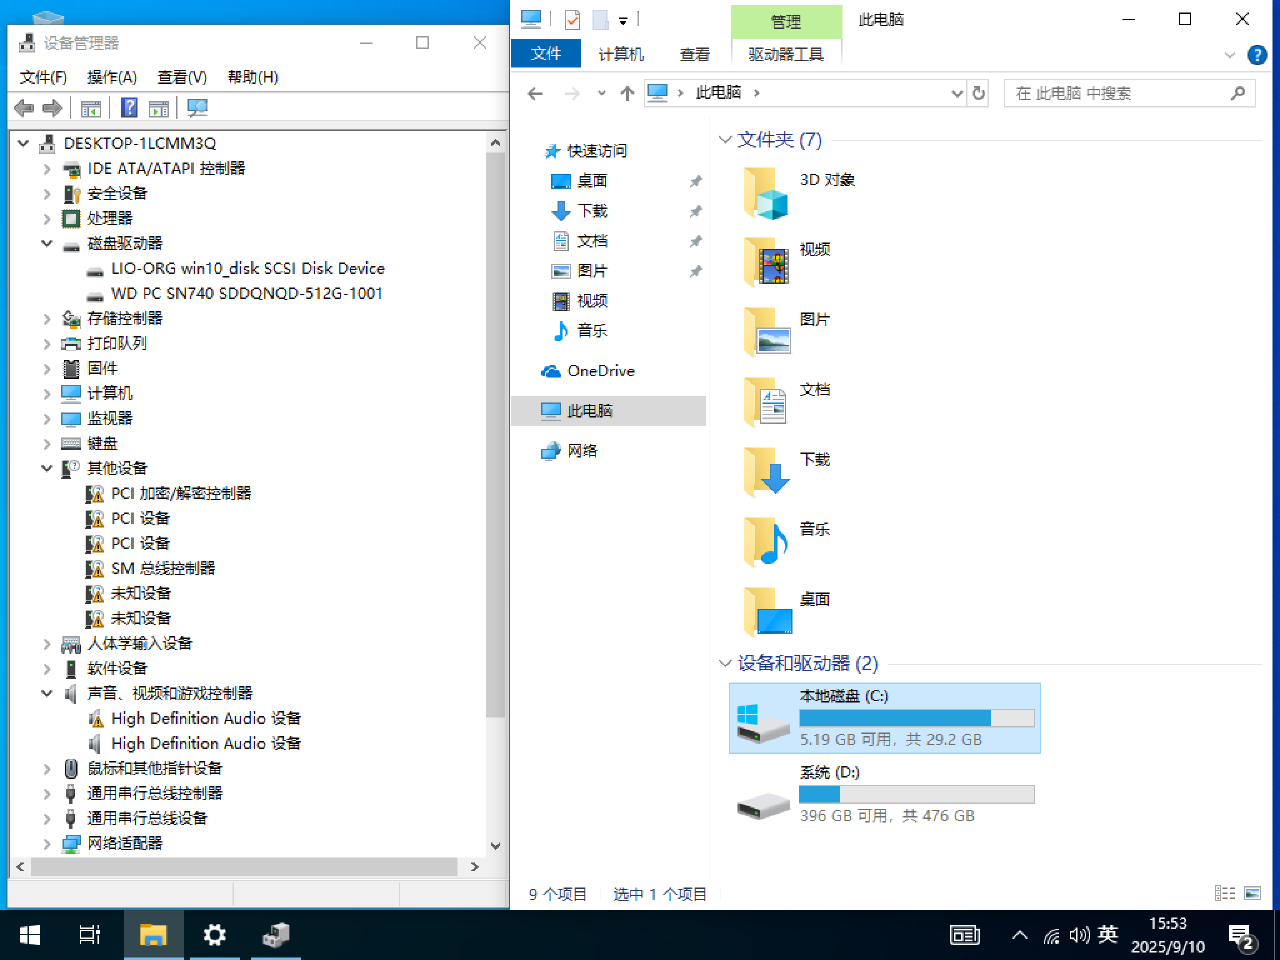 设备管理器
文件(F) 操作(A) 查看(V) 帮助(H)
DESKTOP-1LCMM3Q
IDE ATA/ATAPI 控制器
安全设备
处理器
磁盘驱动器
LIO-ORG win10_disk SCSI Disk Device
WD PC SN740 SDDQNQD-512G-1001
存储控制器
打印队列
固件
计算机
监视器
键盘
其他设备
PCI 加密/解密控制器
PCI 设备
PCI 设备
SM 总线控制器
未知设备
未知设备
人体学输入设备
软件设备
声音、视频和游戏控制器
High Definition Audio 设备
High Definition Audio 设备
鼠标和其他指针设备
通用串行总线控制器
通用串行总线设备
网络适配器
管理 此电脑
文件 计算机 查看 驱动器工具
此电脑
在 此电脑 中搜索
快速访问
桌面
下载
文档
图片
视频
音乐
OneDrive
此电脑
网络
文件夹 (7)
3D 对象
视频
图片
文档
下载
音乐
桌面
设备和驱动器 (2)
本地磁盘 (C:)
5.19 GB 可用，共 29.2 GB
系统 (D:)
396 GB 可用，共 476 GB
9 个项目 选中 1 个项目
英
15:53
2025/9/10
2